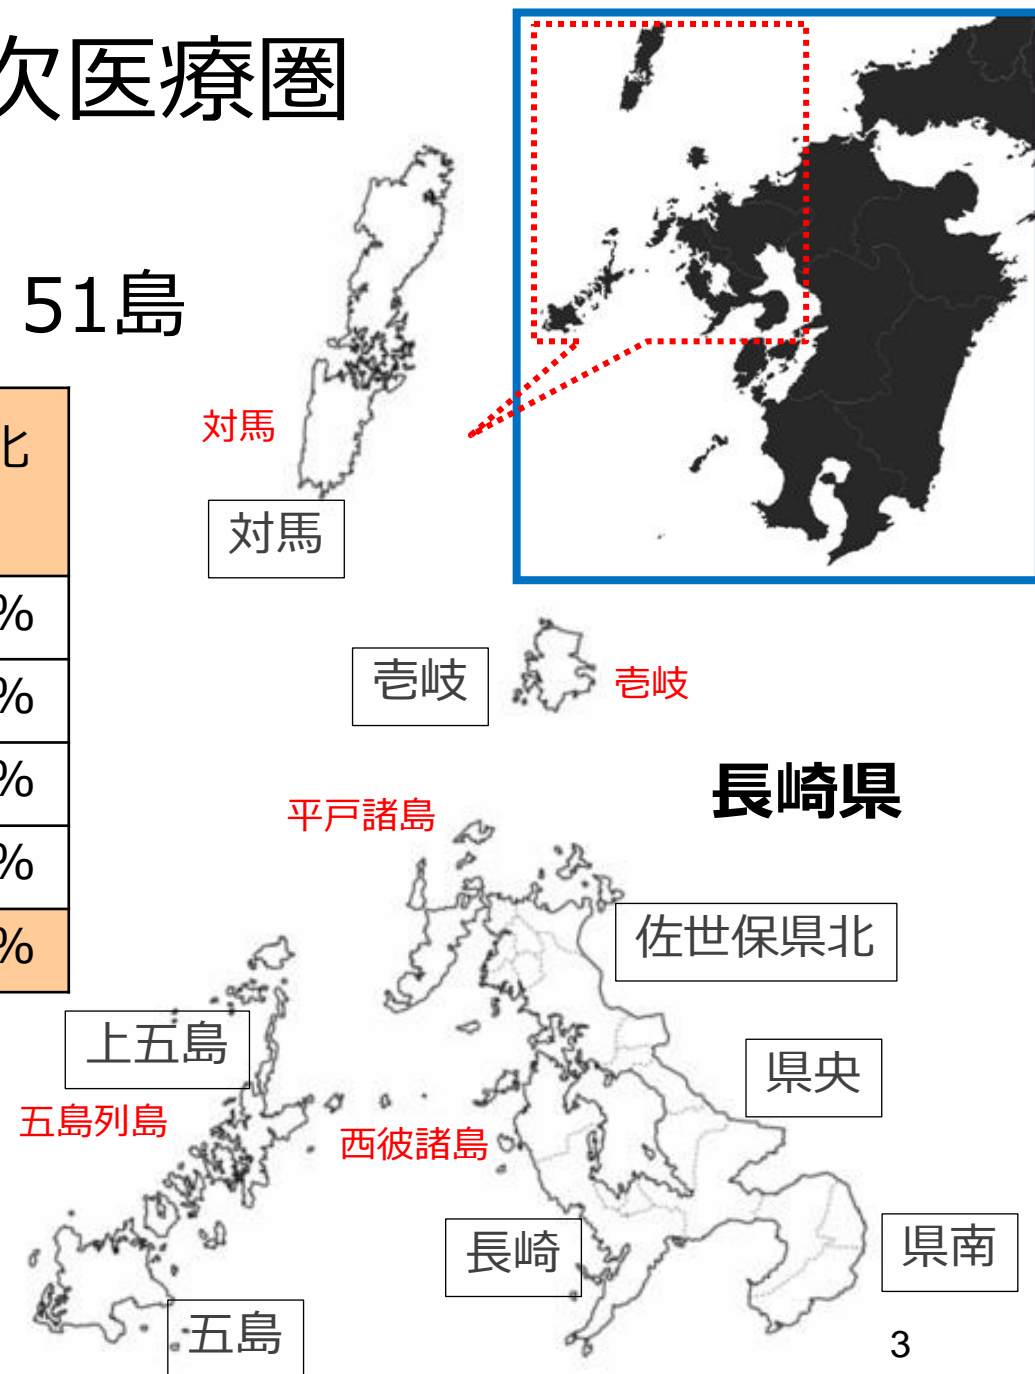 次医療圏
51島
北
%
%
%
%
%
対馬
対馬
壱岐
壱岐
長崎県
平戸諸島
佐世保県北
上五島
県央
五島列島
西彼諸島
長崎
県南
五島
3